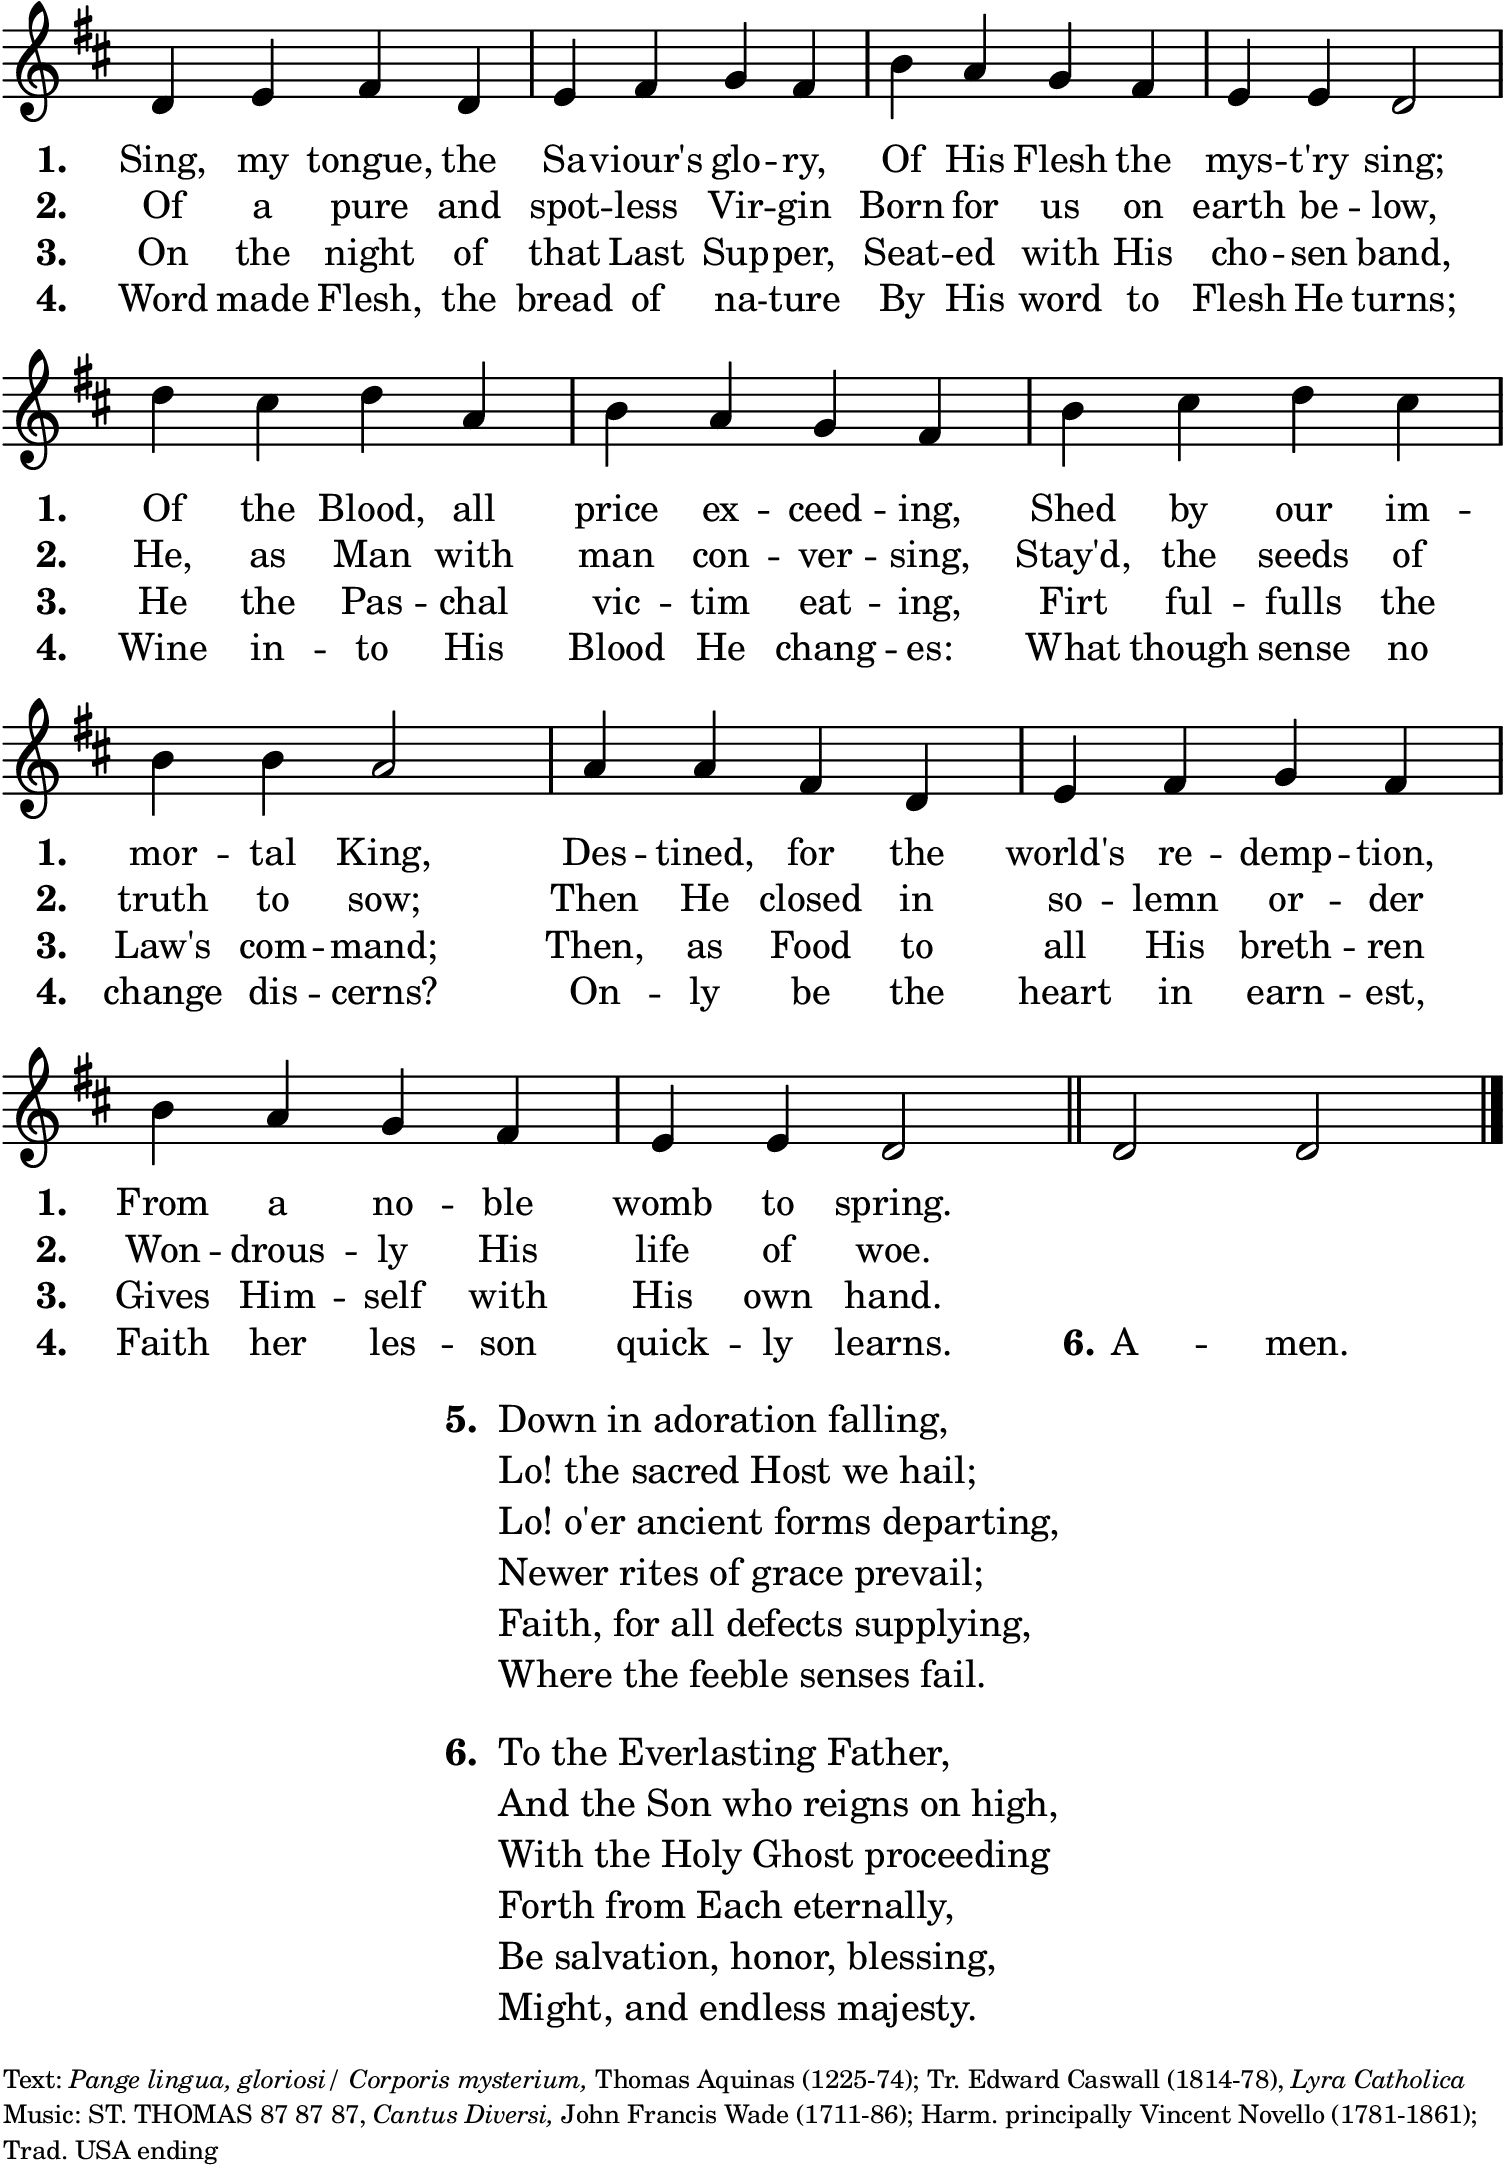 1. Sing, my tongue, the Saviour's glo -- ry, Of His Flesh the mys -- t'ry sing;
2. Of a pure and spot -- less Vir -- gin Born for us on earth be -- low,
3. On the night of that Last Supper, Seat -- ed with His cho -- sen band,
4. Word made Flesh, the bread of na -- ture By His word to Flesh He turns;
1. Of the Blood, all price ex -- ceed -- ing, Shed by our im --
2. He, as Man with man con -- ver -- sing, Stay'd, the seeds of
3. He the Pas -- chal vic -- tim eat -- ing, Firt ful -- fulls the
4. Wine in -- to His Blood He chang -- es: What though sense no
1. mor -- tal King, Des -- tined, for the world's re -- demp -- tion,
2. truth to sow; Then He closed in so -- lemn or -- der
3. Law's com -- mand; Then, as Food to all His breth -- ren
4. change dis -- cerns? On -- ly be the heart in earn -- est,
1. From a no -- ble womb to spring.
2. Won -- drous -- ly His life of woe.
3. Gives Him -- self with His own hand.
4. Faith her les -- son quick -- ly learns. 6. A -- men.
5. Down in adoration falling,
Lo! the sacred Host we hail;
Lo! o'er ancient forms departing,
Newer rites of grace prevail;
Faith, for all defects supplying,
Where the feeble senses fail.
6. To the Everlasting Father,
And the Son who reigns on high,
With the Holy Ghost proceeding
Forth from Each eternally,
Be salvation, honor, blessing,
Might, and endless majesty.
Text: Pange lingua, gloriosi/ Corporis mysterium, Thomas Aquinas (1225-74); Tr. Edward Caswall (1814-78), Lyra Catholica
Music: ST. THOMAS 87 87 87, Cantus Diversi, John Francis Wade (1711-86); Harm. principally Vincent Novello (1781-1861);
Trad. USA ending